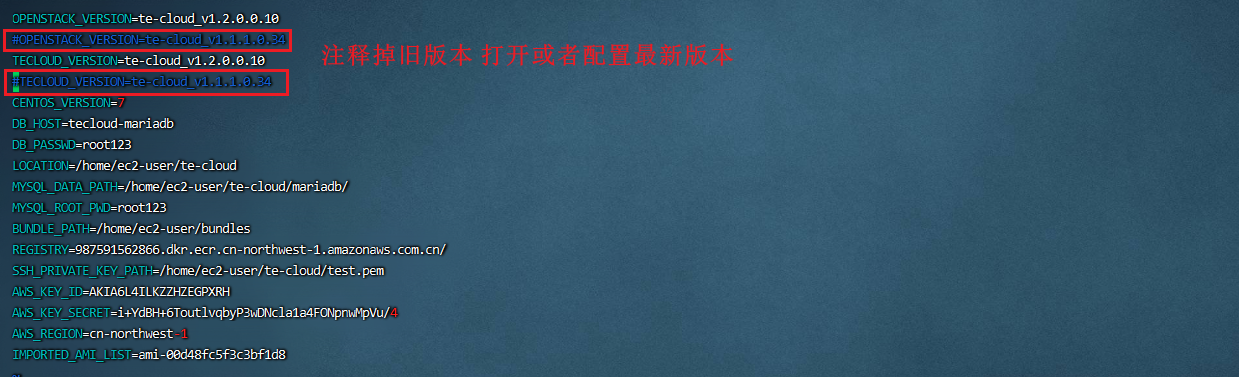 OPENSTACK_VERSION=te-cloud_v1.2.0.0.10
#OPENSTACK_VERSION=te-cloud_v1.1.1.0.34
注释掉旧版本 打开或者配置最新版本
TECLOUD_VERSION=te-cloud_v1.2.0.0.10
#TECLOUD_VERSION=te-cloud_v1.1.1.0.34
CENTOS_VERSION=7
DB_HOST=tecloud-mariadb
DB_PASSWD=root123
LOCATION=/home/ec2-user/te-cloud
MYSQL_DATA_PATH=/home/ec2-user/te-cloud/mariadb/
MYSQL_ROOT_PWD=root123
BUNDLE_PATH=/home/ec2-user/bundles
REGISTRY=987591562866.dkr.ecr.cn-northwest-1.amazonaws.com.cn/
SSH_PRIVATE_KEY_PATH=/home/ec2-user/te-cloud/test.pem
AWS_KEY_ID=AKIA6L4ILKZZHZEGPXRH
AWS_KEY_SECRET=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
AWS_REGION=cn-northwest-1
IMPORTED_AMI_LIST=ami-00d48fc5f3c3bf1d8